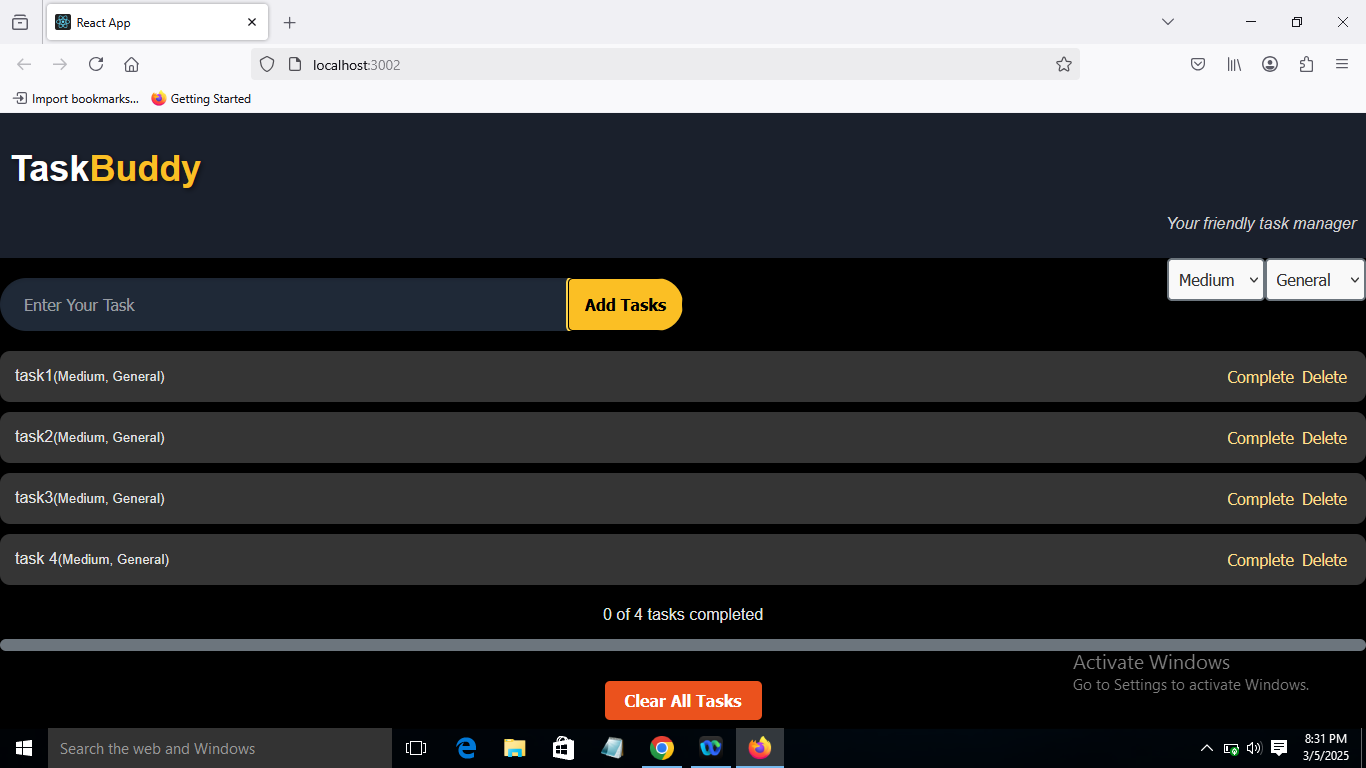 React App
localhost:3002
Import bookmarks... Getting Started
TaskBuddy
Your friendly task manager
Medium General
Enter Your Task Add Tasks
task1(Medium, General) Complete Delete
task2(Medium, General) Complete Delete
task3(Medium, General) Complete Delete
task 4(Medium, General) Complete Delete
0 of 4 tasks completed
Activate Windows
Go to Settings to activate Windows.
Clear All Tasks
Search the web and Windows
8:31 PM
3/5/2025